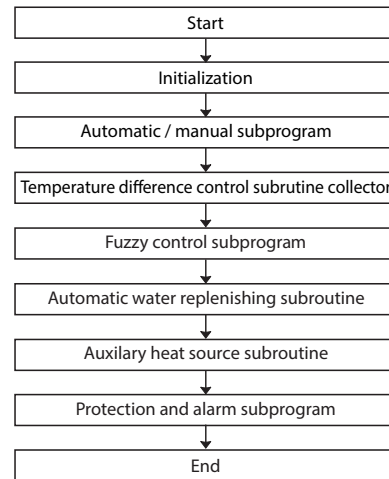 Start
Initialization
Automatic / manual subprogram
Temperature difference control subrutine collector
Fuzzy control subprogram
Automatic water replenishing subroutine
Auxilary heat source subroutine
Protection and alarm subprogram
End